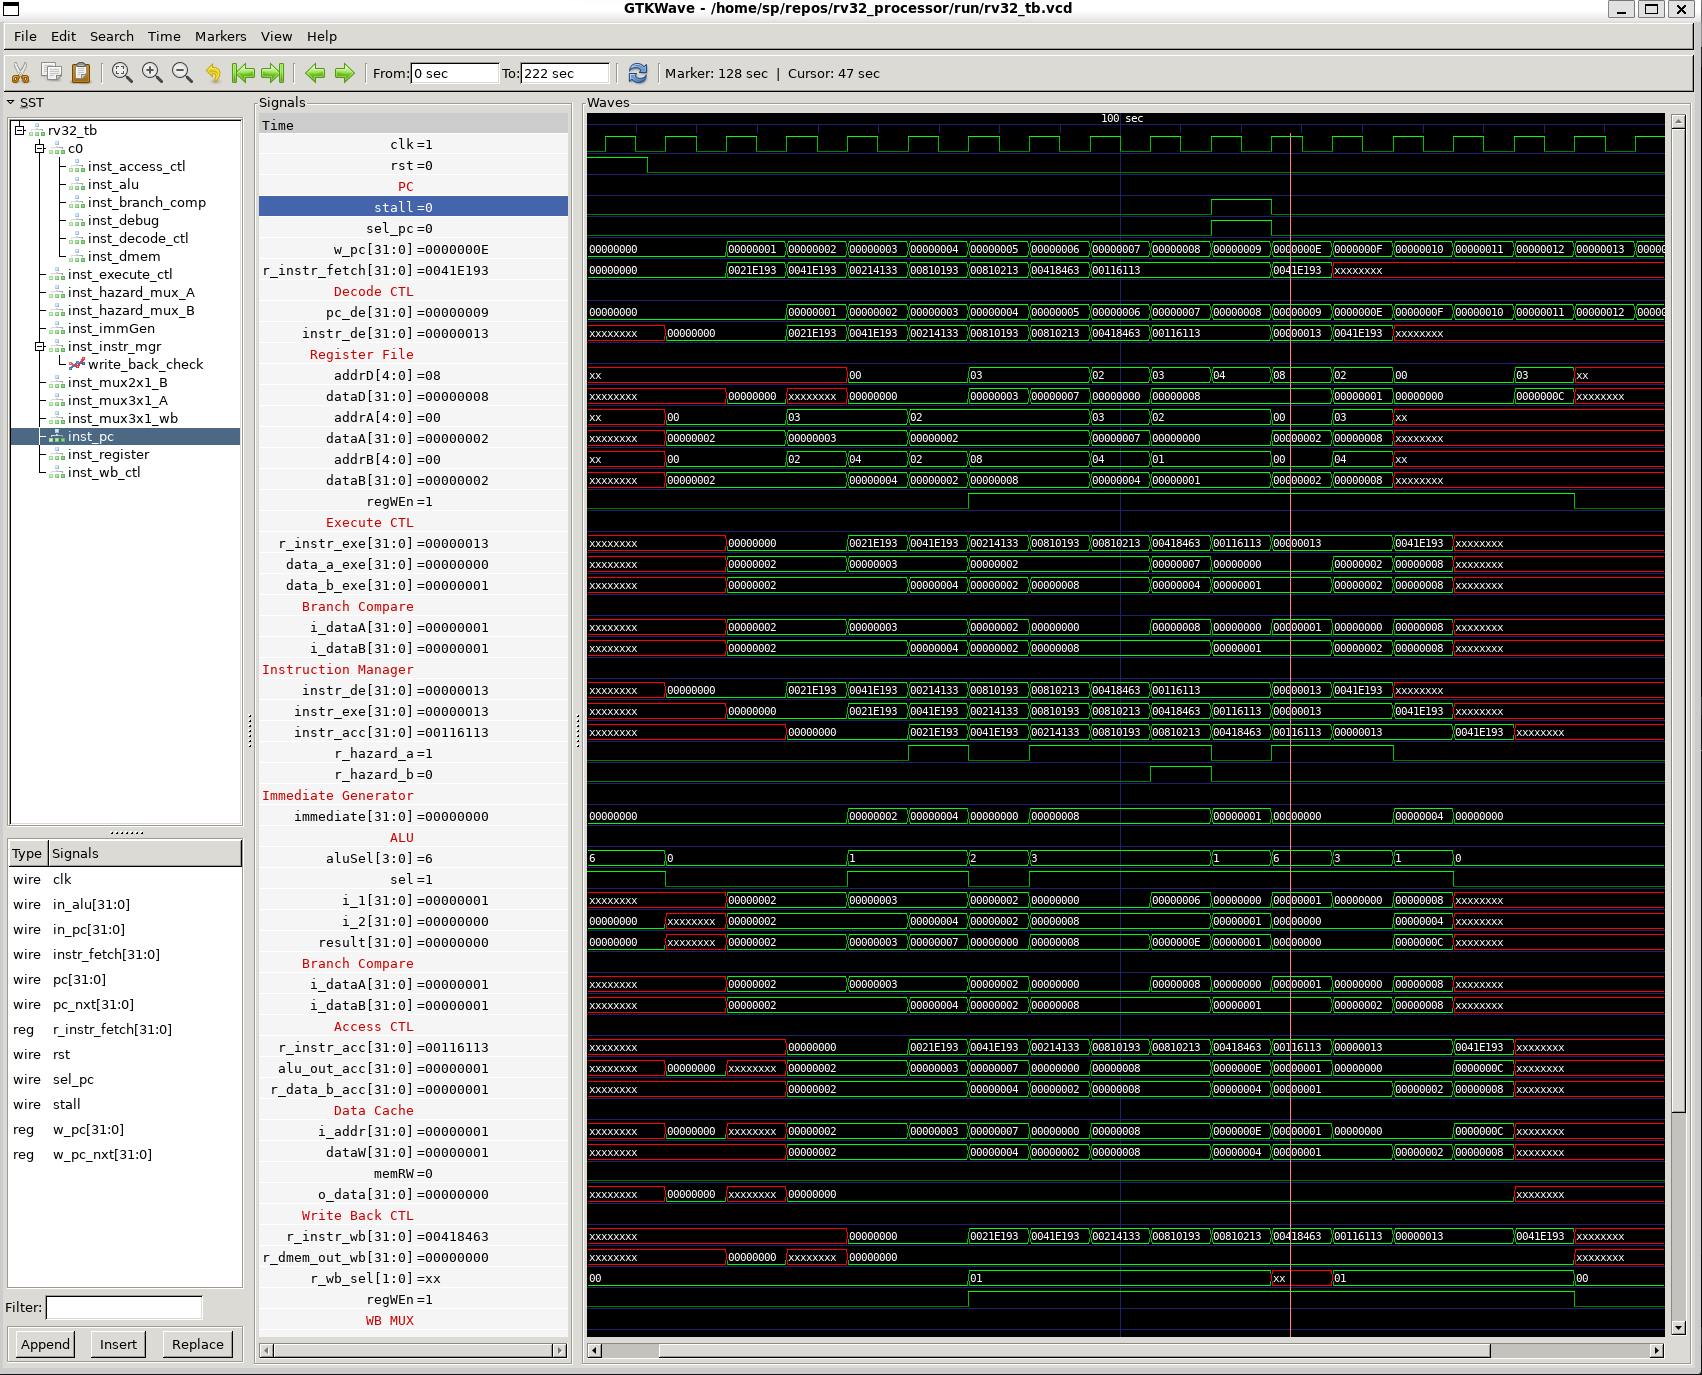 GTKWave - /home/sp/repos/rv32_processor/run/rv32_tb.vcd
File Edit Search Time Markers View Help
From: 0 sec To: 222 sec Marker: 128 sec | Cursor: 47 sec
SST
rv32_tb
c0
inst_access_ctl
inst_alu
inst_branch_comp
inst_debug
inst_decode_ctl
inst_dmem
inst_execute_ctl
inst_hazard_mux_A
inst_hazard_mux_B
inst_immGen
inst_instr_mgr
write_back_check
inst_mux2x1_B
inst_mux3x1_A
inst_mux3x1_wb
inst_pc
inst_register
inst_wb_ctl
Type Signals
wire clk
wire in_alu[31:0]
wire in_pc[31:0]
wire instr_fetch[31:0]
wire pc[31:0]
wire pc_nxt[31:0]
reg r_instr_fetch[31:0]
wire rst
wire sel_pc
wire stall
reg w_pc[31:0]
reg w_pc_nxt[31:0]
Filter:
Append Insert Replace
Signals
Time
clk =1
rst =0
PC
stall =0
sel_pc =0
w_pc[31:0] =0000000E
r_instr_fetch[31:0] =0041E193
Decode CTL
pc_de[31:0] =00000009
instr_de[31:0] =00000013
Register File
addrD[4:0] =08
dataD[31:0] =00000008
addrA[4:0] =00
dataA[31:0] =00000002
addrB[4:0] =00
dataB[31:0] =00000002
regWEn =1
Execute CTL
r_instr_exe[31:0] =00000013
data_a_exe[31:0] =00000000
data_b_exe[31:0] =00000001
Branch Compare
i_dataA[31:0] =00000001
i_dataB[31:0] =00000001
Instruction Manager
instr_de[31:0] =00000013
instr_exe[31:0] =00000013
instr_acc[31:0] =00116113
r_hazard_a =1
r_hazard_b =0
Immediate Generator
immediate[31:0] =00000000
ALU
aluSel[3:0] =6
sel =1
i_1[31:0] =00000001
i_2[31:0] =00000000
result[31:0] =00000000
Branch Compare
i_dataA[31:0] =00000001
i_dataB[31:0] =00000001
Access CTL
r_instr_acc[31:0] =00116113
alu_out_acc[31:0] =00000001
r_data_b_acc[31:0] =00000001
Data Cache
i_addr[31:0] =00000001
dataW[31:0] =00000001
memRW =0
o_data[31:0] =00000000
Write Back CTL
r_instr_wb[31:0] =00418463
r_dmem_out_wb[31:0] =00000000
r_wb_sel[1:0] =xx
regWEn =1
WB MUX
Waves
100 sec
00000000 00000001 00000002 00000003 00000004 00000005 00000006 00000007 00000008 00000009 0000000E 0000000F 00000010 00000011 00000012 00000013 0000
00000000 0021E193 0041E193 00214133 00810193 00810213 00418463 00116113 0041E193 xxxxxxxx
00000000 00000001 00000002 00000003 00000004 00000005 00000006 00000007 00000008 00000009 0000000E 0000000F 00000010 00000011 00000012 0000
xxxxxxxx 00000000 0021E193 0041E193 00214133 00810193 00810213 00418463 00116113 00000013 0041E193 xxxxxxxx
xx 00 03 02 03 04 08 02 00 03 xx
xxxxxxxx 00000000 xxxxxxxx 00000000 00000003 00000007 00000000 00000008 00000001 00000000 0000000C xxxxxxxx
xx 00 03 02 03 02 00 03 xx
xxxxxxxx 00000002 00000003 00000002 00000007 00000000 00000002 00000008 xxxxxxxx
xx 00 02 04 02 08 04 01 00 04 xx
xxxxxxxx 00000002 00000004 00000002 00000008 00000004 00000001 00000002 00000008 xxxxxxxx
xxxxxxxx 00000000 0021E193 0041E193 00214133 00810193 00810213 00418463 00116113 00000013 0041E193 xxxxxxxx
xxxxxxxx 00000002 00000003 00000002 00000007 00000000 00000002 00000008 xxxxxxxx
xxxxxxxx 00000002 00000004 00000002 00000008 00000004 00000001 00000002 00000008 xxxxxxxx
xxxxxxxx 00000002 00000003 00000002 00000000 00000008 00000000 00000001 00000000 00000008 xxxxxxxx
xxxxxxxx 00000002 00000004 00000002 00000008 00000001 00000002 00000008 xxxxxxxx
xxxxxxxx 00000000 0021E193 0041E193 00214133 00810193 00810213 00418463 00116113 00000013 0041E193 xxxxxxxx
xxxxxxxx 00000000 0021E193 0041E193 00214133 00810193 00810213 00418463 00116113 00000013 0041E193 xxxxxxxx
xxxxxxxx 00000000 0021E193 0041E193 00214133 00810193 00810213 00418463 00116113 00000013 0041E193 xxxxxxxx
00000000 00000002 00000004 00000000 00000008 00000001 00000000 00000004 00000000
6 0 1 2 3 1 6 3 1 0
xxxxxxxx 00000002 00000003 00000002 00000000 00000006 00000000 00000001 00000000 00000008 xxxxxxxx
00000000 xxxxxxxx 00000002 00000004 00000002 00000008 00000001 00000000 00000004 xxxxxxxx
00000000 xxxxxxxx 00000002 00000003 00000007 00000000 00000008 0000000E 00000001 00000000 0000000C xxxxxxxx
xxxxxxxx 00000002 00000003 00000002 00000000 00000008 00000000 00000001 00000000 00000008 xxxxxxxx
xxxxxxxx 00000002 00000004 00000002 00000008 00000001 00000002 00000008 xxxxxxxx
xxxxxxxx 00000000 0021E193 0041E193 00214133 00810193 00810213 00418463 00116113 00000013 0041E193 xxxxxxxx
xxxxxxxx 00000000 xxxxxxxx 00000002 00000003 00000007 00000000 00000008 0000000E 00000001 00000000 0000000C xxxxxxxx
xxxxxxxx 00000002 00000004 00000002 00000008 00000004 00000001 00000002 00000008 xxxxxxxx
xxxxxxxx 00000000 xxxxxxxx 00000002 00000003 00000007 00000000 00000008 0000000E 00000001 00000000 0000000C xxxxxxxx
xxxxxxxx 00000002 00000004 00000002 00000008 00000004 00000001 00000002 00000008 xxxxxxxx
xxxxxxxx 00000000 xxxxxxxx 00000000 xxxxxxxx
xxxxxxxx 00000000 0021E193 0041E193 00214133 00810193 00810213 00418463 00116113 00000013 0041E193 xxxxxxxx
xxxxxxxx 00000000 xxxxxxxx 00000000 xxxxxxxx
00 01 xx 01 00